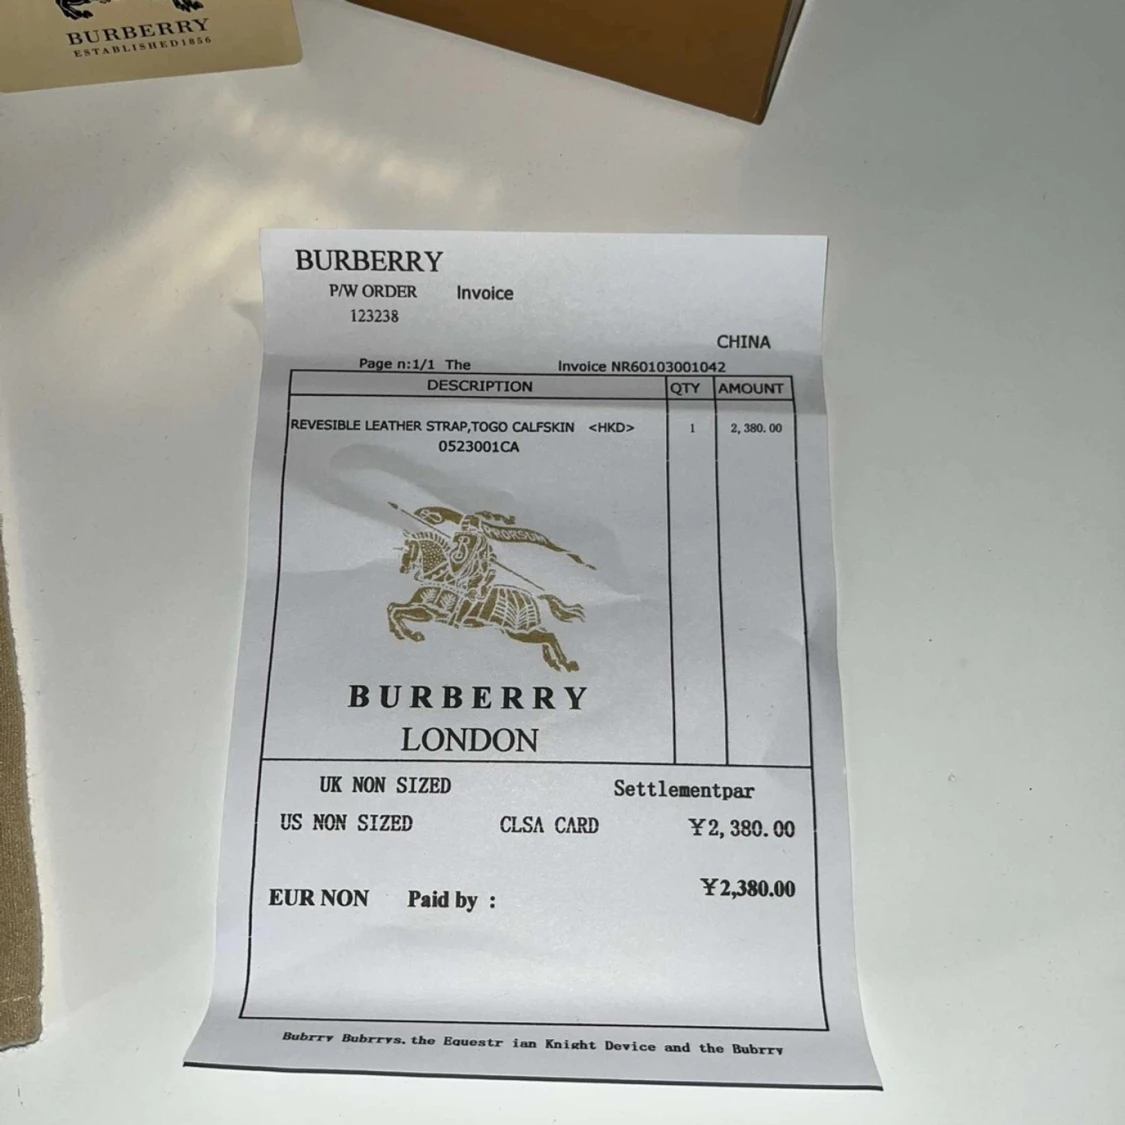 BURBERRY
ESTABLISHED 1856
BURBERRY
P/W ORDER Invoice
123238
CHINA
Page n:1/1 The Invoice NR60103001042
DESCRIPTION QTY AMOUNT
REVESIBLE LEATHER STRAP,TOGO CALFSKIN <HKD> 1 2,380.00
0523001CA
PRORSUM
BURBERRY
LONDON
UK NON SIZED Settlementpar
US NON SIZED CLSA CARD ¥2,380.00
¥2,380.00
EUR NON Paid by :
Bubrry Bubrrys. the Equestr ian Knight Device and the Bubrry